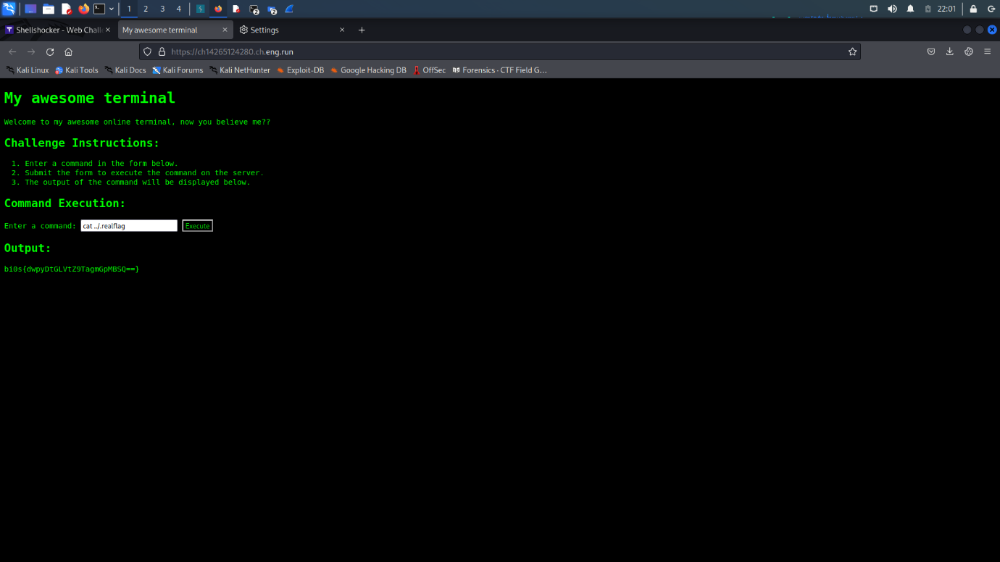 1 2 3 4 2 2 22:01
Shellshocker - Web Chall
My awesome terminal
Settings
https://ch14265124280.ch.eng.run
Kali Linux Kali Tools Kali Docs Kali Forums Kali NetHunter Exploit-DB Google Hacking DB OffSec Forensics · CTF Field G…
My awesome terminal
Welcome to my awesome online terminal, now you believe me??
Challenge Instructions:
1. Enter a command in the form below.
2. Submit the form to execute the command on the server.
3. The output of the command will be displayed below.
Command Execution:
Enter a command: cat ../.realflag Execute
Output:
bi0s{dwpyDtGLVtZ9TagmGpMBSQ==}